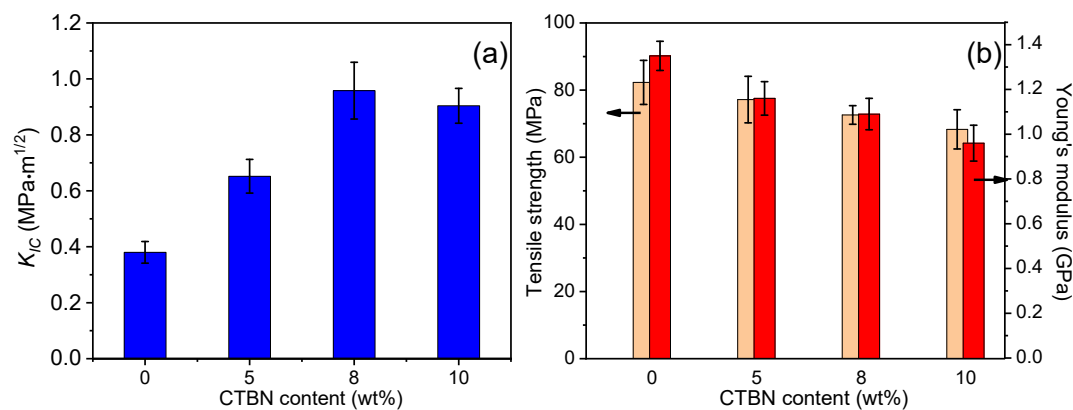 (a)
K_IC (MPa·m^1/2)
1.2
1.0
0.8
0.6
0.4
0.2
0.0
0 5 8 10
CTBN content (wt%)
(b)
Tensile strength (MPa)
100
80
60
40
20
0
0 5 8 10
CTBN content (wt%)
1.4
1.2
1.0
0.8
0.6
0.4
0.2
0.0
Young's modulus (GPa)